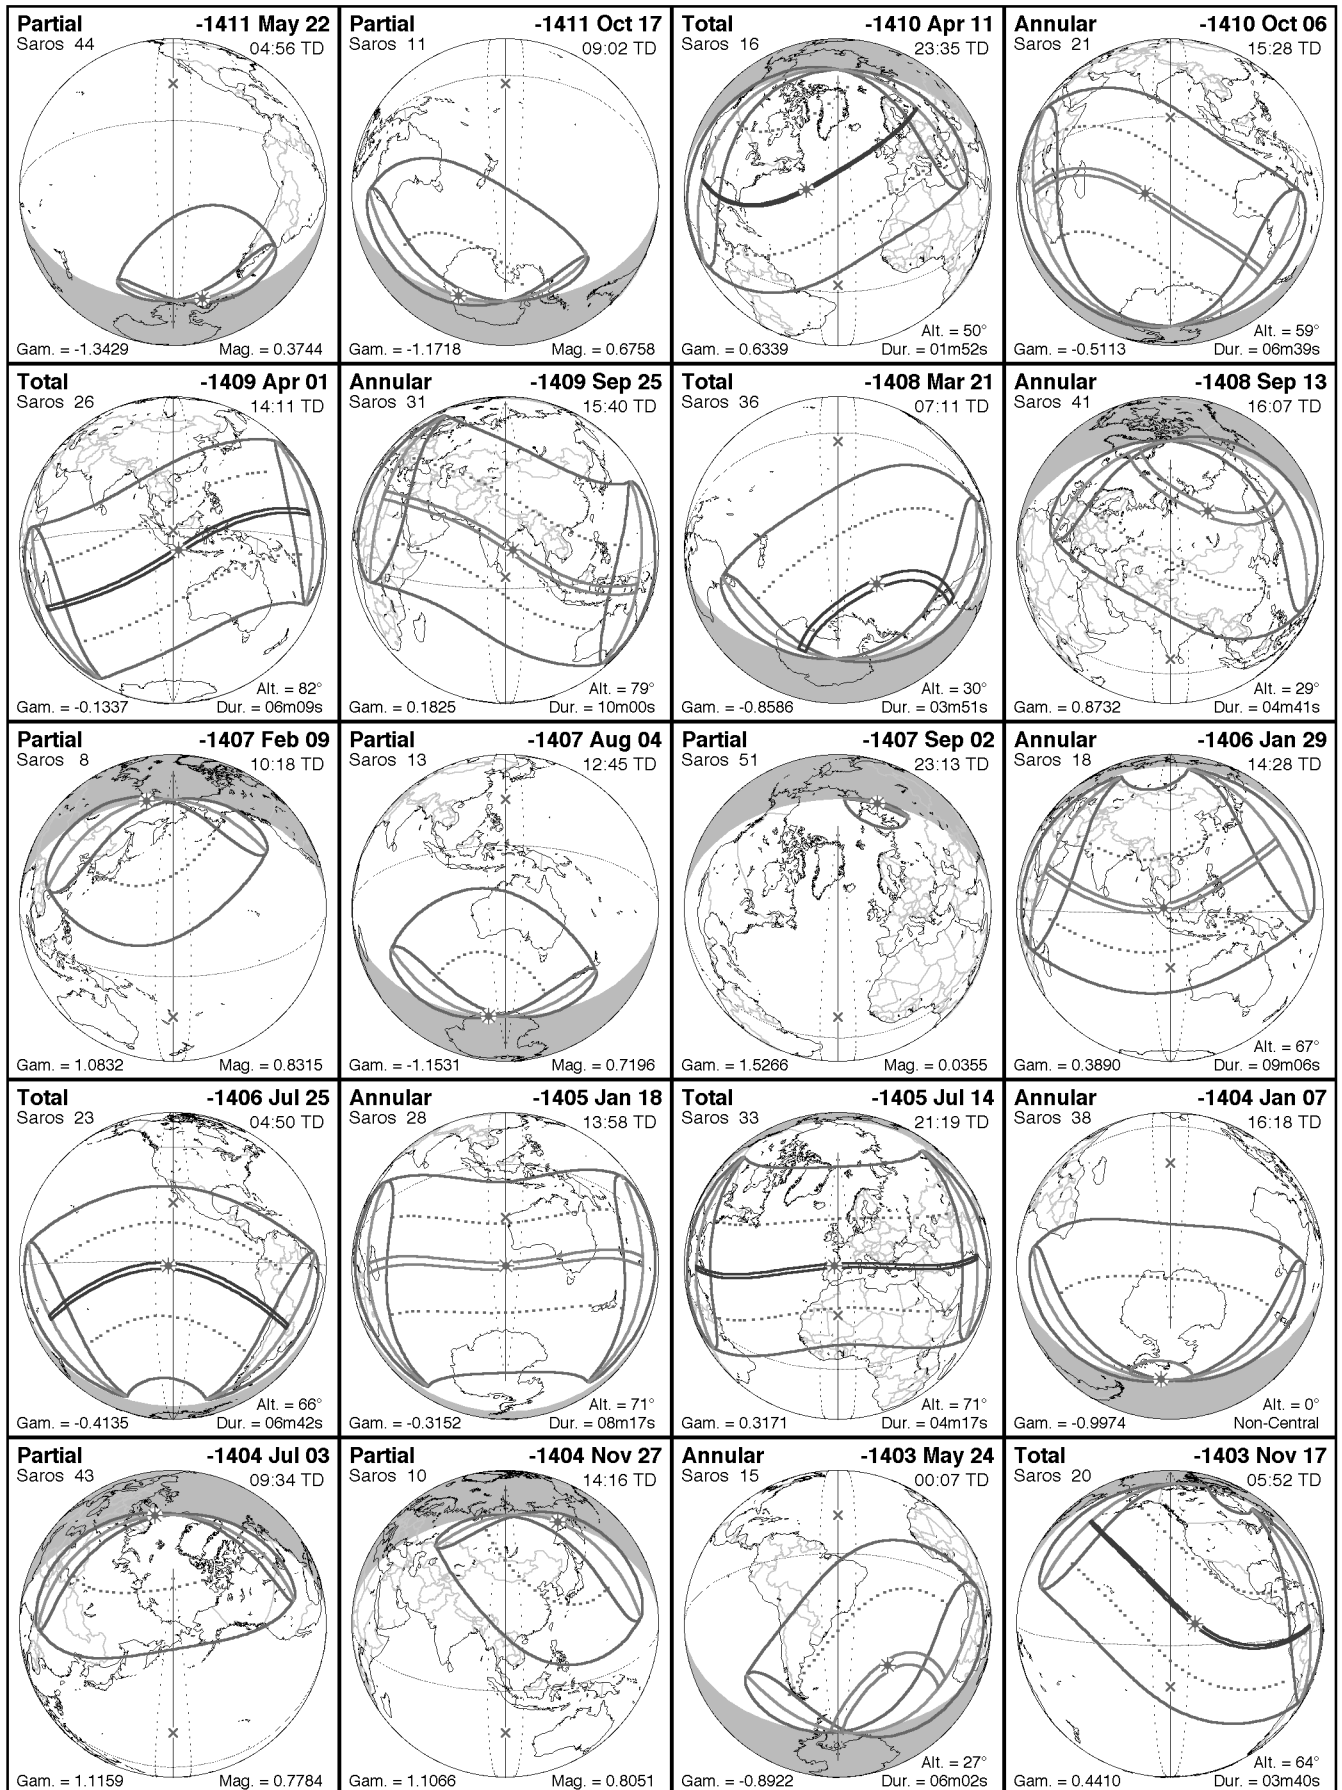 Partial -1411 May 22
Saros 44 04:56 TD
Gam. = -1.3429 Mag. = 0.3744
Partial -1411 Oct 17
Saros 11 09:02 TD
Gam. = -1.1718 Mag. = 0.6758
Total -1410 Apr 11
Saros 16 23:35 TD
Alt. = 50°
Gam. = 0.6339 Dur. = 01m52s
Annular -1410 Oct 06
Saros 21 15:28 TD
Alt. = 59°
Gam. = -0.5113 Dur. = 06m39s
Total -1409 Apr 01
Saros 26 14:11 TD
Alt. = 82°
Gam. = -0.1337 Dur. = 06m09s
Annular -1409 Sep 25
Saros 31 15:40 TD
Alt. = 79°
Gam. = 0.1825 Dur. = 10m00s
Total -1408 Mar 21
Saros 36 07:11 TD
Alt. = 30°
Gam. = -0.8586 Dur. = 03m51s
Annular -1408 Sep 13
Saros 41 16:07 TD
Alt. = 29°
Gam. = 0.8732 Dur. = 04m41s
Partial -1407 Feb 09
Saros 8 10:18 TD
Gam. = 1.0832 Mag. = 0.8315
Partial -1407 Aug 04
Saros 13 12:45 TD
Gam. = -1.1531 Mag. = 0.7196
Partial -1407 Sep 02
Saros 51 23:13 TD
Gam. = 1.5266 Mag. = 0.0355
Annular -1406 Jan 29
Saros 18 14:28 TD
Alt. = 67°
Gam. = 0.3890 Dur. = 09m06s
Total -1406 Jul 25
Saros 23 04:50 TD
Alt. = 66°
Gam. = -0.4135 Dur. = 06m42s
Annular -1405 Jan 18
Saros 28 13:58 TD
Alt. = 71°
Gam. = -0.3152 Dur. = 08m17s
Total -1405 Jul 14
Saros 33 21:19 TD
Alt. = 71°
Gam. = 0.3171 Dur. = 04m17s
Annular -1404 Jan 07
Saros 38 16:18 TD
Alt. = 0°
Gam. = -0.9974 Non-Central
Partial -1404 Jul 03
Saros 43 09:34 TD
Gam. = 1.1159 Mag. = 0.7784
Partial -1404 Nov 27
Saros 10 14:16 TD
Gam. = 1.1066 Mag. = 0.8051
Annular -1403 May 24
Saros 15 00:07 TD
Alt. = 27°
Gam. = -0.8922 Dur. = 06m02s
Total -1403 Nov 17
Saros 20 05:52 TD
Alt. = 64°
Gam. = 0.4410 Dur. = 03m40s